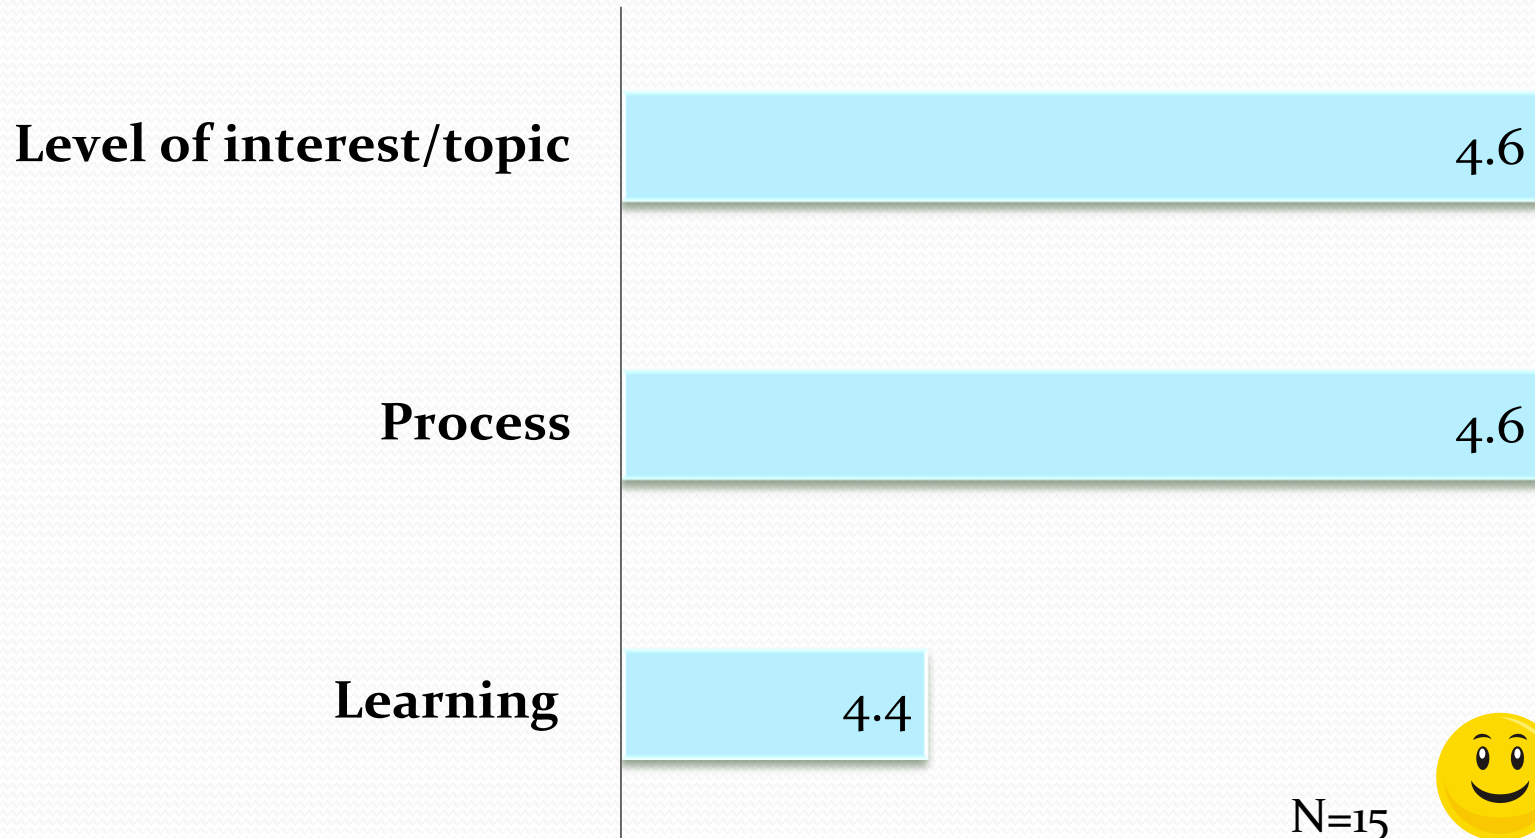 Level of interest/topic 4.6
Process 4.6
Learning 4.4
N=15